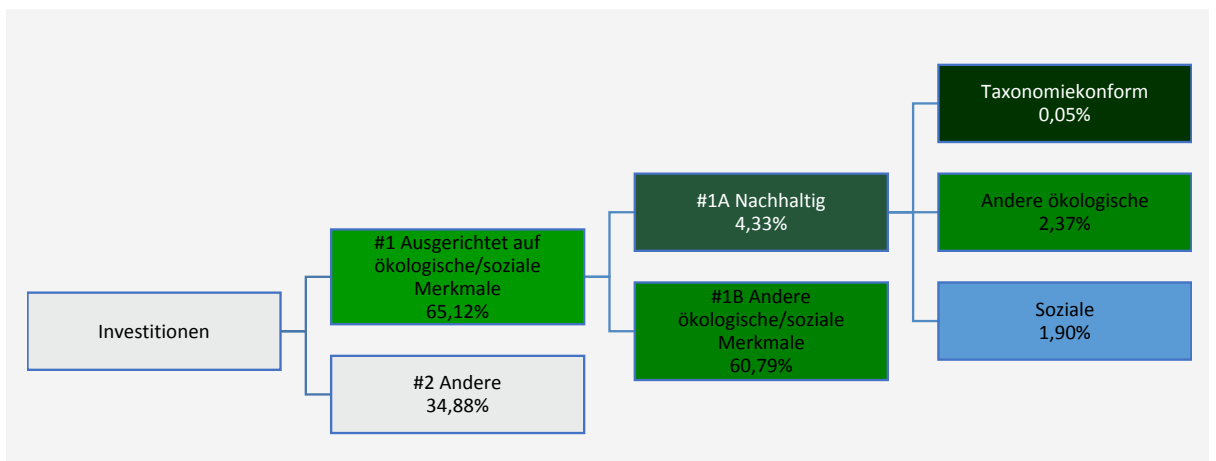 Investitionen
#1 Ausgerichtet auf
ökologische/soziale
Merkmale
65,12%
#2 Andere
34,88%
#1A Nachhaltig
4,33%
#1B Andere
ökologische/soziale
Merkmale
60,79%
Taxonomiekonform
0,05%
Andere ökologische
2,37%
Soziale
1,90%